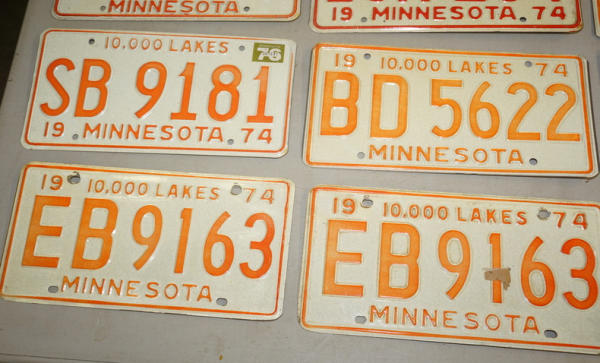 MINNESOTA
19 MINNESOTA 74
10,000 LAKES 76
SB 9181
19 MINNESOTA 74
19 10,000 LAKES 74
BD 5622
MINNESOTA
19 10,000 LAKES 74
EB 9163
MINNESOTA
19 10,000 LAKES 74
EB 9163
MINNESOTA